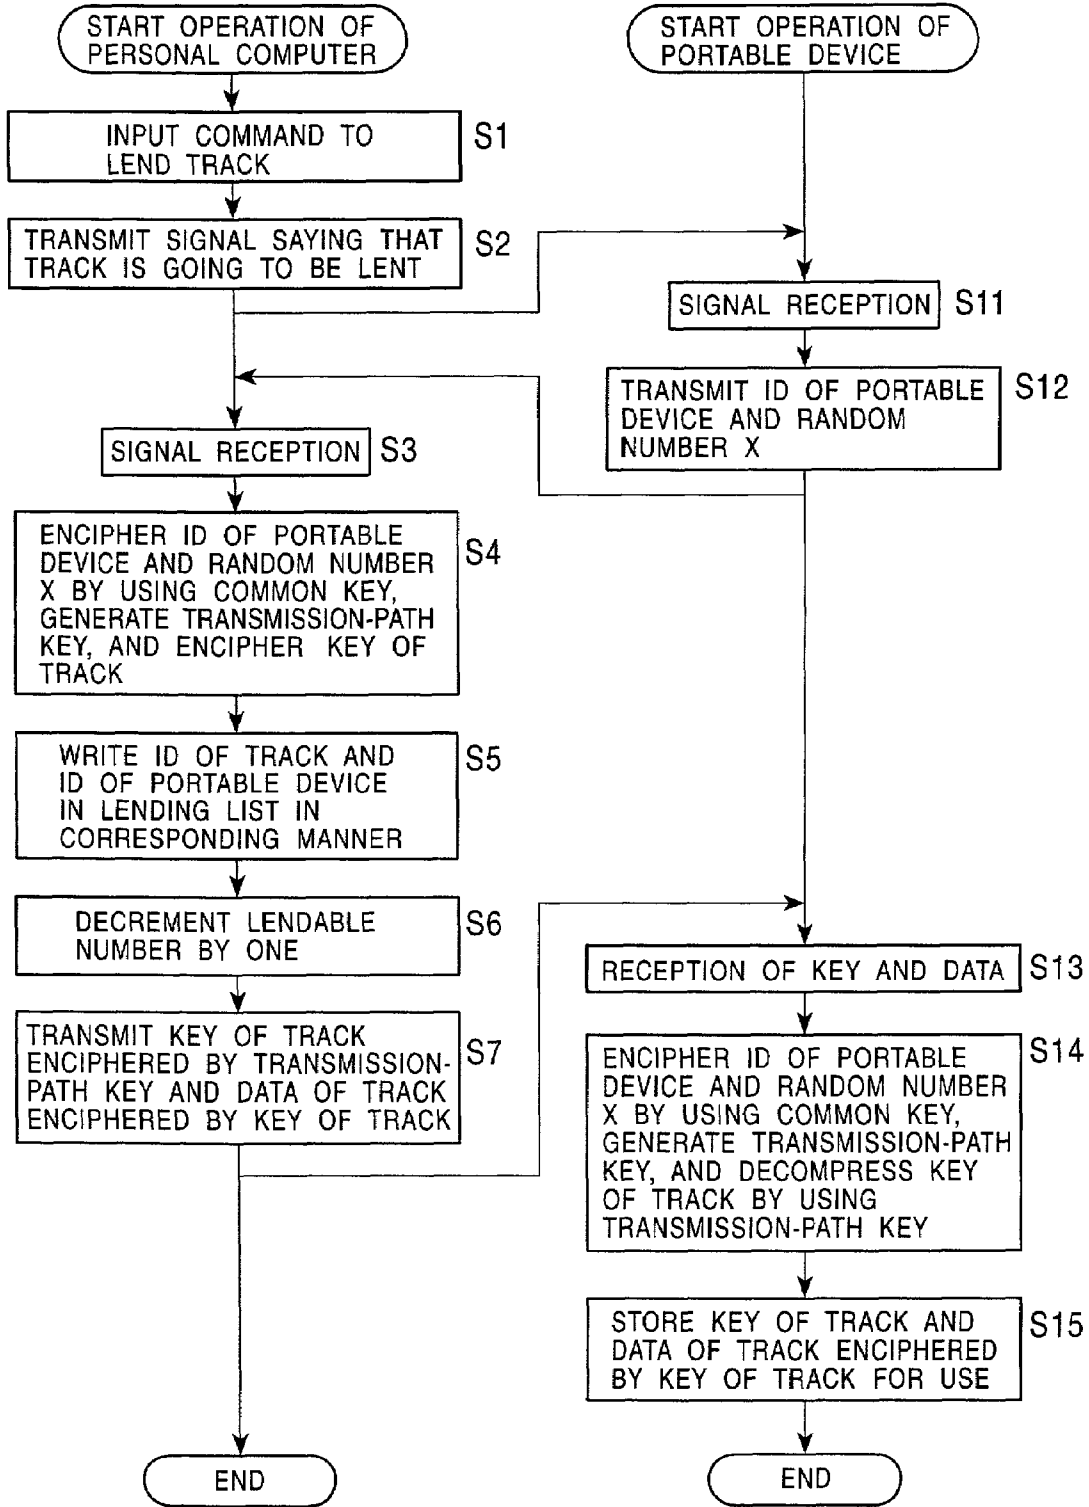 START OPERATION OF
PERSONAL COMPUTER
INPUT COMMAND TO
LEND TRACK
S1
TRANSMIT SIGNAL SAYING THAT
TRACK IS GOING TO BE LENT
S2
SIGNAL RECEPTION
S3
ENCIPHER ID OF PORTABLE
DEVICE AND RANDOM NUMBER
X BY USING COMMON KEY,
GENERATE TRANSMISSION-PATH
KEY, AND ENCIPHER KEY OF
TRACK
S4
WRITE ID OF TRACK AND
ID OF PORTABLE DEVICE
IN LENDING LIST IN
CORRESPONDING MANNER
S5
DECREMENT LENDABLE
NUMBER BY ONE
S6
TRANSMIT KEY OF TRACK
ENCIPHERED BY TRANSMISSION-
PATH KEY AND DATA OF TRACK
ENCIPHERED BY KEY OF TRACK
S7
END
START OPERATION OF
PORTABLE DEVICE
SIGNAL RECEPTION
S11
TRANSMIT ID OF PORTABLE
DEVICE AND RANDOM
NUMBER X
S12
RECEPTION OF KEY AND DATA
S13
ENCIPHER ID OF PORTABLE
DEVICE AND RANDOM NUMBER
X BY USING COMMON KEY,
GENERATE TRANSMISSION-PATH
KEY, AND DECOMPRESS KEY
OF TRACK BY USING
TRANSMISSION-PATH KEY
S14
STORE KEY OF TRACK AND
DATA OF TRACK ENCIPHERED
BY KEY OF TRACK FOR USE
S15
END